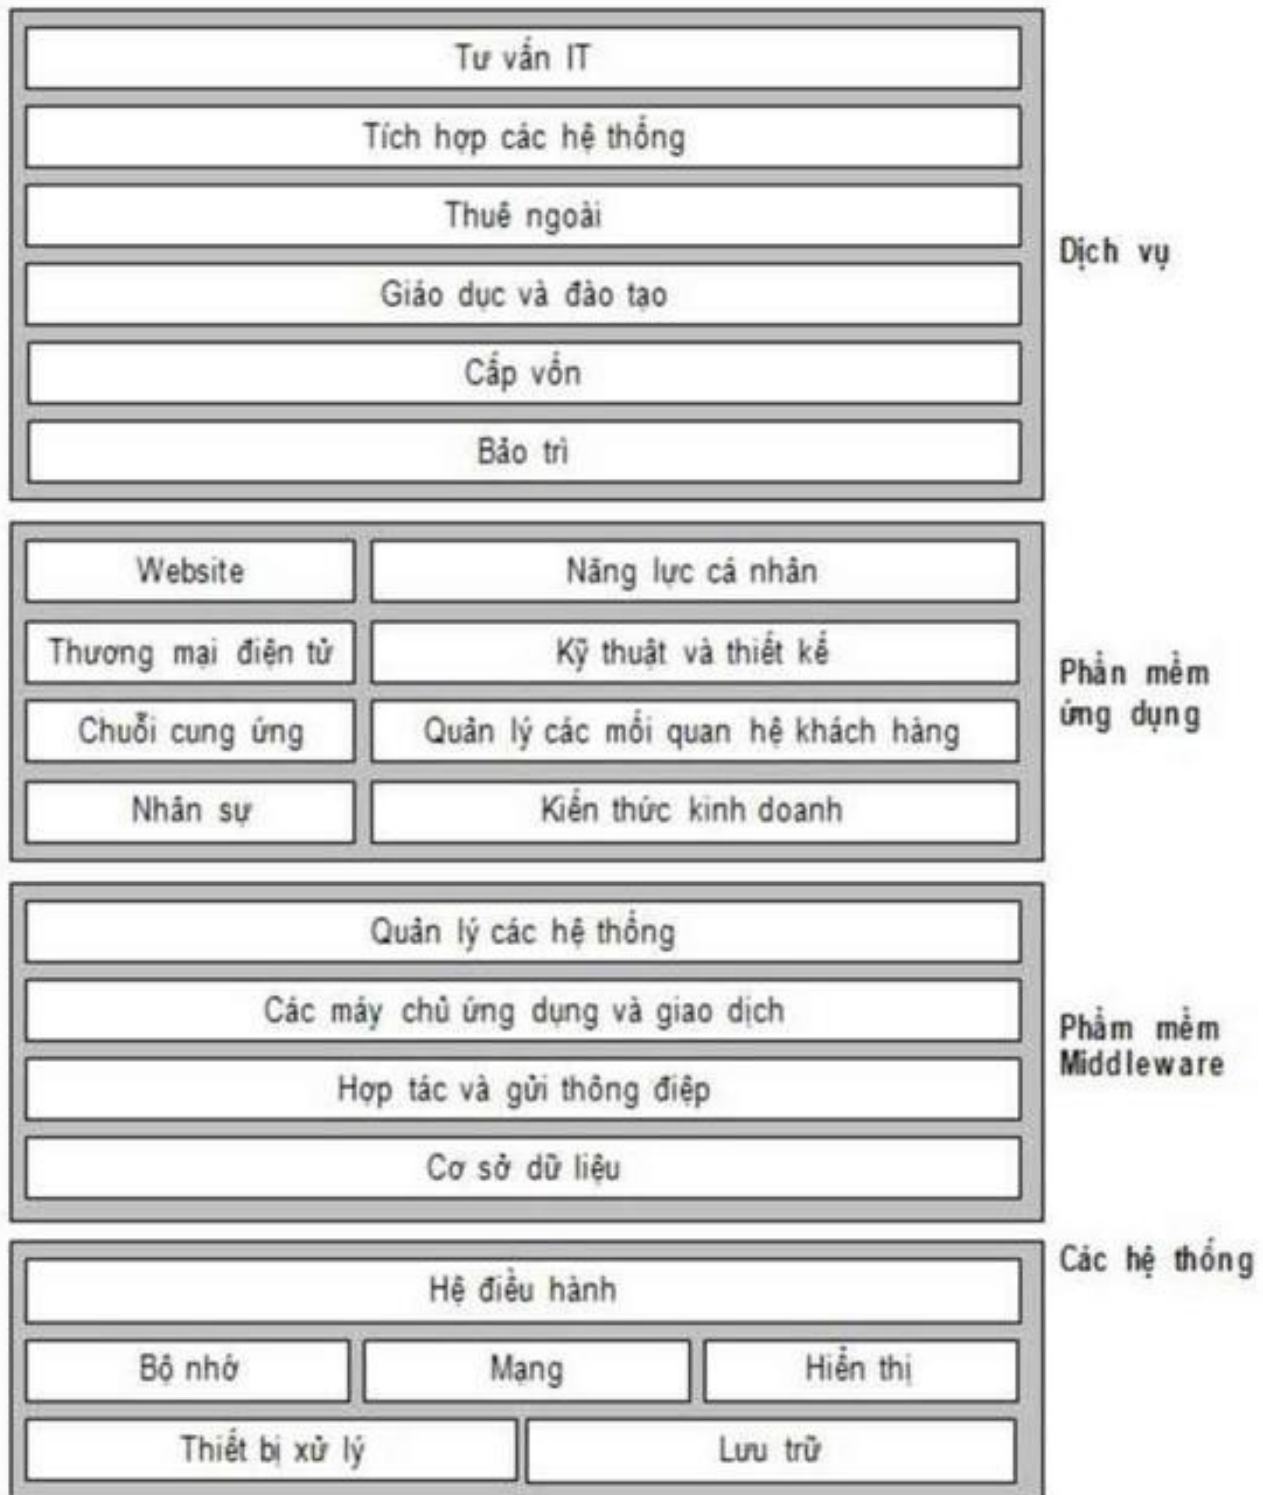 Tư vấn IT
Tích hợp các hệ thống
Thuê ngoài
Giáo dục và đào tạo
Cấp vốn
Bảo trì
Dịch vụ
Website
Năng lực cá nhân
Thương mại điện tử
Kỹ thuật và thiết kế
Chuỗi cung ứng
Quản lý các mối quan hệ khách hàng
Nhân sự
Kiến thức kinh doanh
Phần mềm
ứng dụng
Quản lý các hệ thống
Các máy chủ ứng dụng và giao dịch
Hợp tác và gửi thông điệp
Cơ sở dữ liệu
Phầm mềm
Middleware
Các hệ thống
Hệ điều hành
Bộ nhớ
Mạng
Hiển thị
Thiết bị xử lý
Lưu trữ